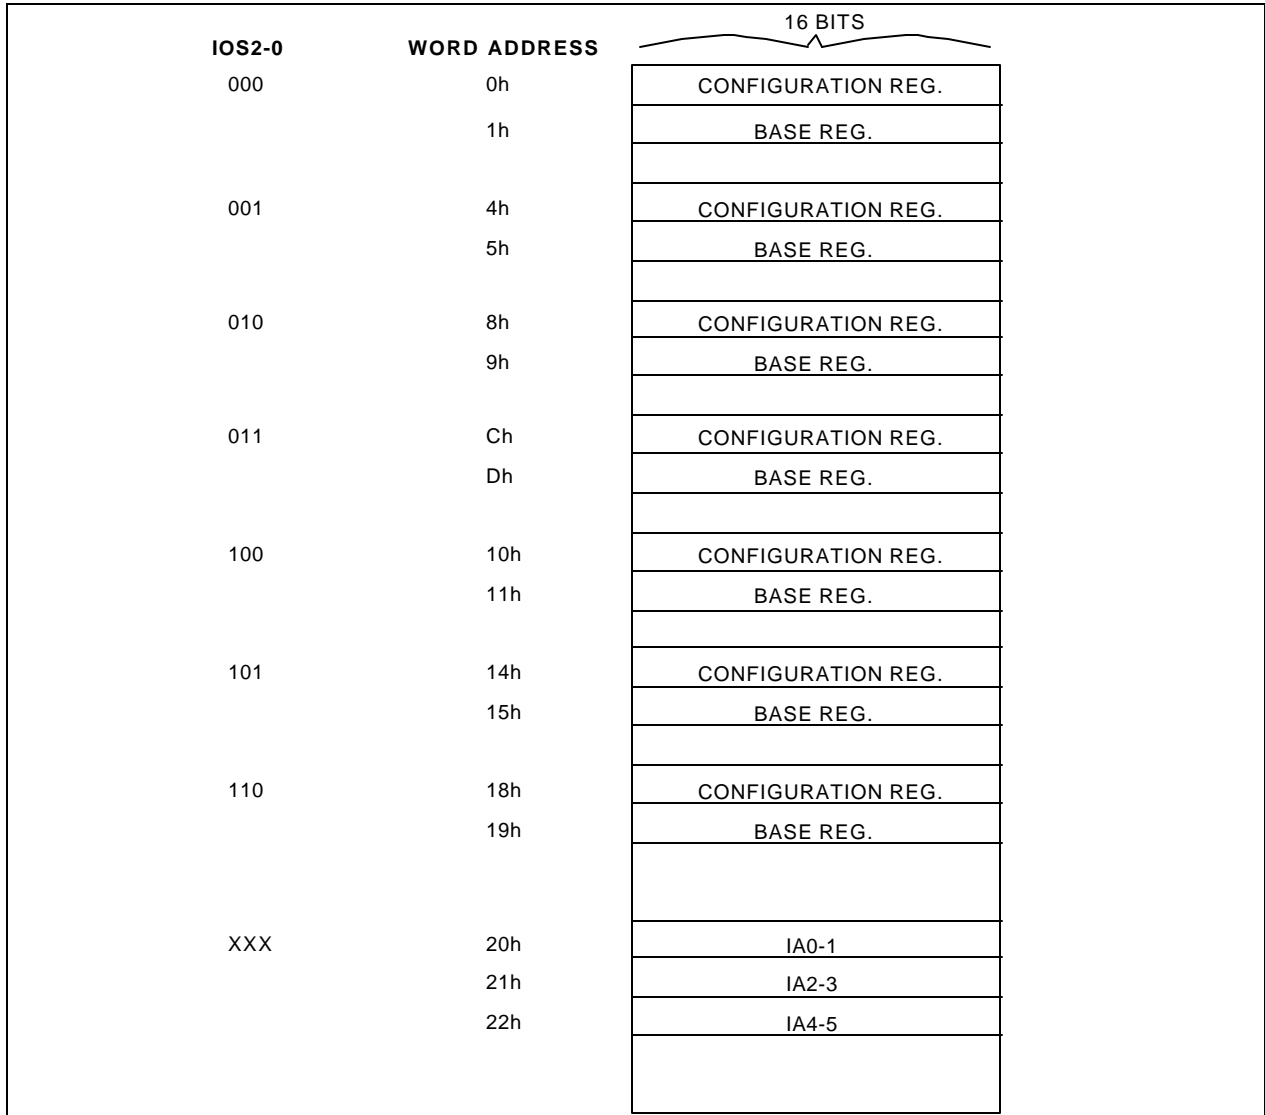 16 BITS
IOS2-0 WORD ADDRESS
000 0h CONFIGURATION REG.
1h BASE REG.
001 4h CONFIGURATION REG.
5h BASE REG.
010 8h CONFIGURATION REG.
9h BASE REG.
011 Ch CONFIGURATION REG.
Dh BASE REG.
100 10h CONFIGURATION REG.
11h BASE REG.
101 14h CONFIGURATION REG.
15h BASE REG.
110 18h CONFIGURATION REG.
19h BASE REG.
XXX 20h IA0-1
21h IA2-3
22h IA4-5